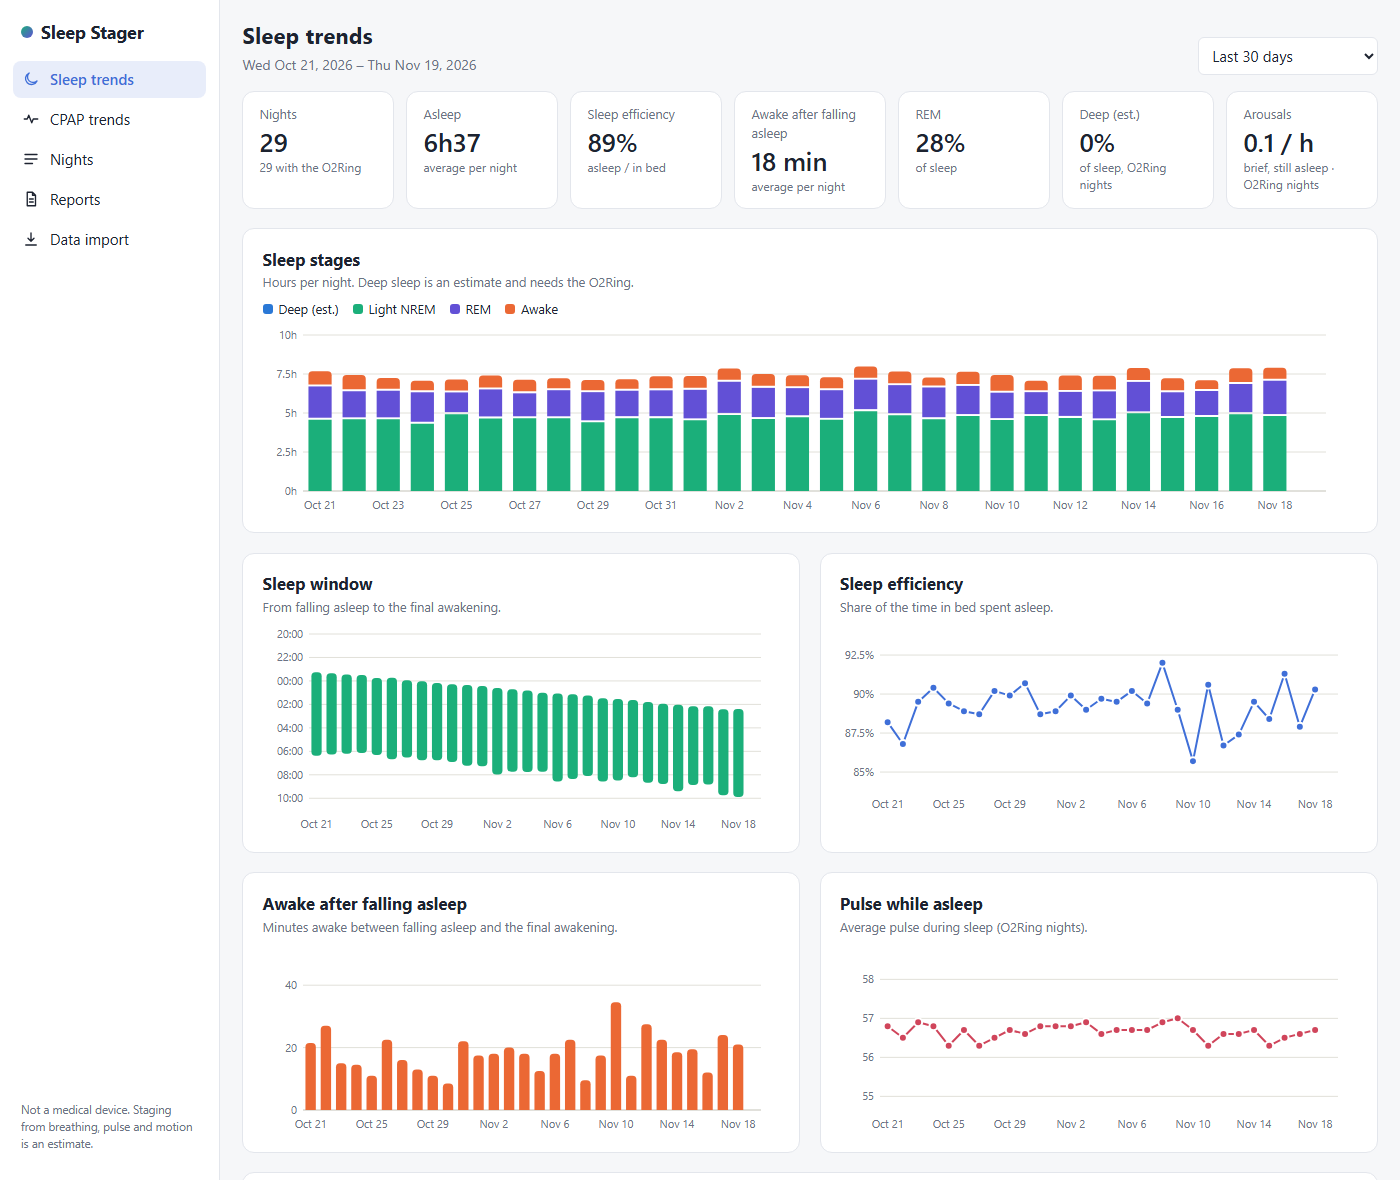 Sleep Stager
Sleep trends
CPAP trends
Nights
Reports
Data import
Not a medical device. Staging
from breathing, pulse and motion
is an estimate.
Sleep trends
Wed Oct 21, 2026 – Thu Nov 19, 2026
Last 30 days
Nights
29
29 with the O2Ring
Asleep
6h37
average per night
Sleep efficiency
89%
asleep / in bed
Awake after falling
asleep
18 min
average per night
REM
28%
of sleep
Deep (est.)
0%
of sleep, O2Ring
nights
Arousals
0.1 / h
brief, still asleep ·
O2Ring nights
Sleep stages
Hours per night. Deep sleep is an estimate and needs the O2Ring.
Deep (est.) Light NREM REM Awake
10h
7.5h
5h
2.5h
0h
Oct 21 Oct 23 Oct 25 Oct 27 Oct 29 Oct 31 Nov 2 Nov 4 Nov 6 Nov 8 Nov 10 Nov 12 Nov 14 Nov 16 Nov 18
Sleep window
From falling asleep to the final awakening.
20:00
22:00
00:00
02:00
04:00
06:00
08:00
10:00
Oct 21 Oct 25 Oct 29 Nov 2 Nov 6 Nov 10 Nov 14 Nov 18
Sleep efficiency
Share of the time in bed spent asleep.
92.5%
90%
87.5%
85%
Oct 21 Oct 25 Oct 29 Nov 2 Nov 6 Nov 10 Nov 14 Nov 18
Awake after falling asleep
Minutes awake between falling asleep and the final awakening.
40
20
0
Oct 21 Oct 25 Oct 29 Nov 2 Nov 6 Nov 10 Nov 14 Nov 18
Pulse while asleep
Average pulse during sleep (O2Ring nights).
58
57
56
55
Oct 21 Oct 25 Oct 29 Nov 2 Nov 6 Nov 10 Nov 14 Nov 18